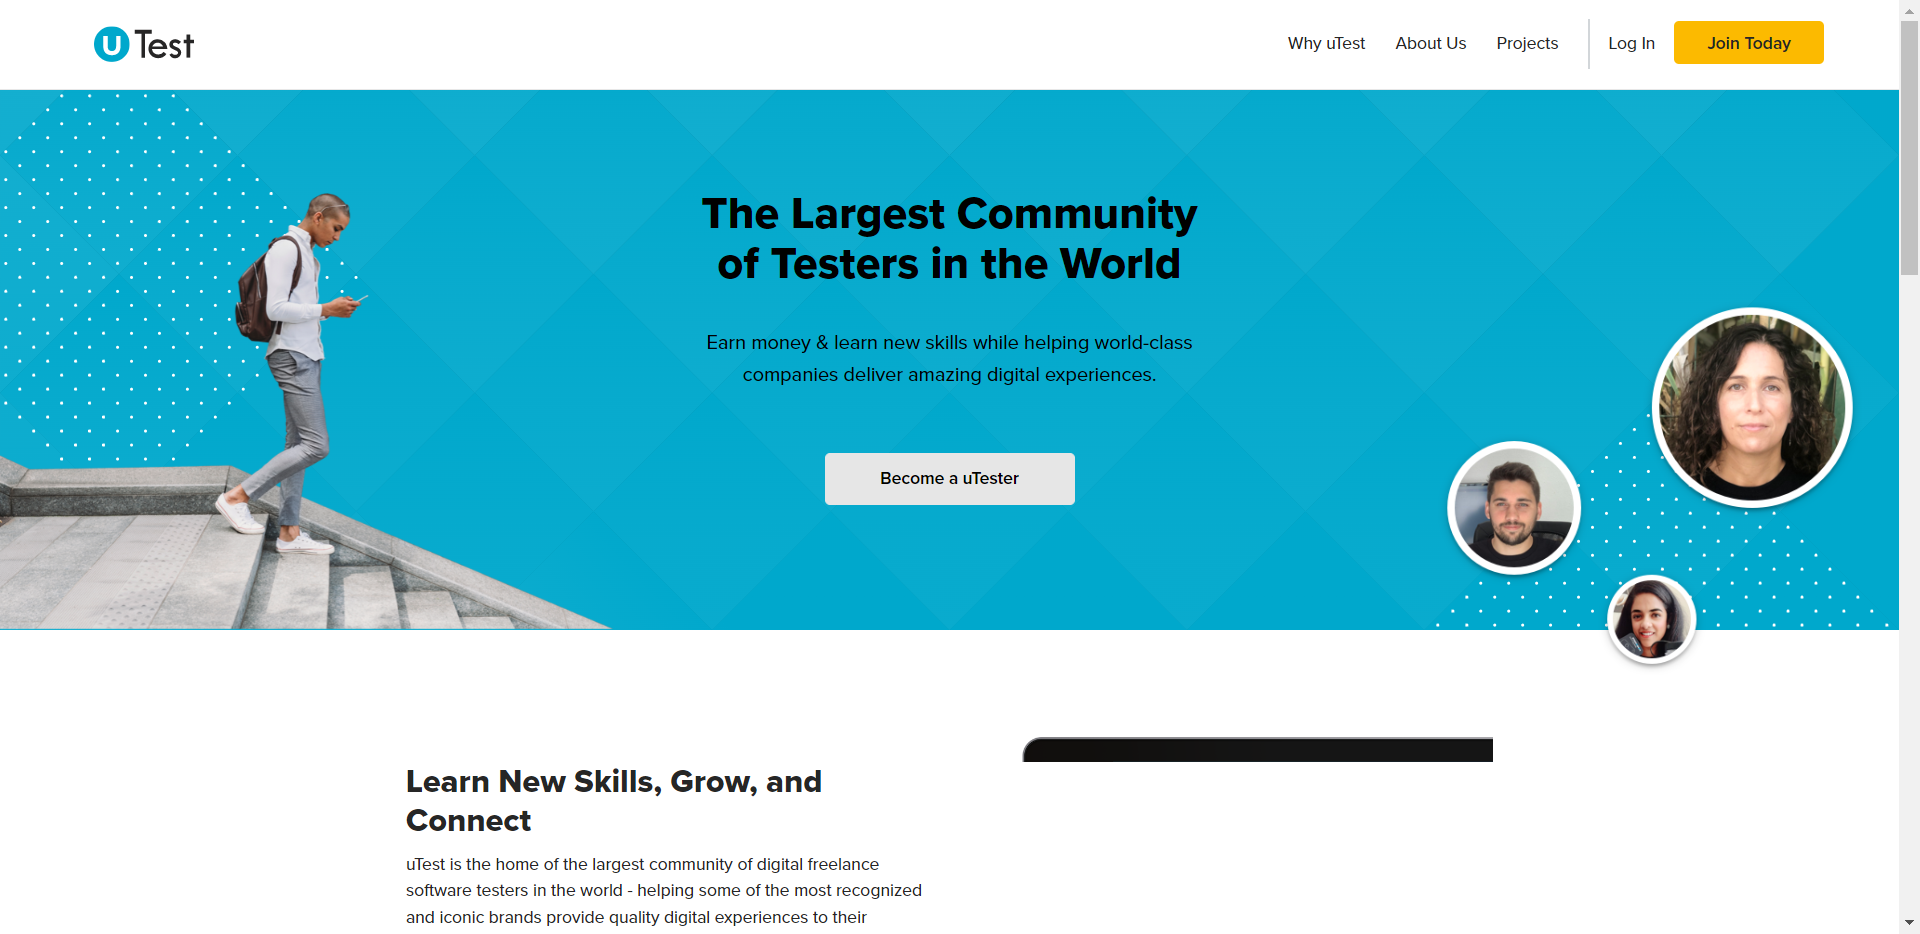 u Test
Why uTest
About Us
Projects
Log In
Join Today
The Largest Community
of Testers in the World
Earn money & learn new skills while helping world-class
companies deliver amazing digital experiences.
Become a uTester
Learn New Skills, Grow, and
Connect
uTest is the home of the largest community of digital freelance
software testers in the world - helping some of the most recognized
and iconic brands provide quality digital experiences to their